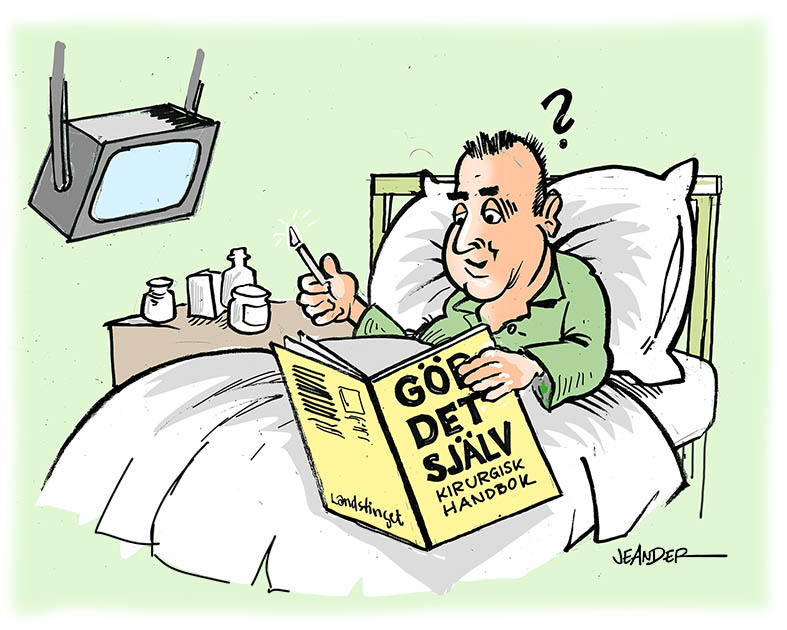 ?
GÖR
DET
SJÄLV
KIRURGISK
HANDBOK
Landstinget
JEANDER